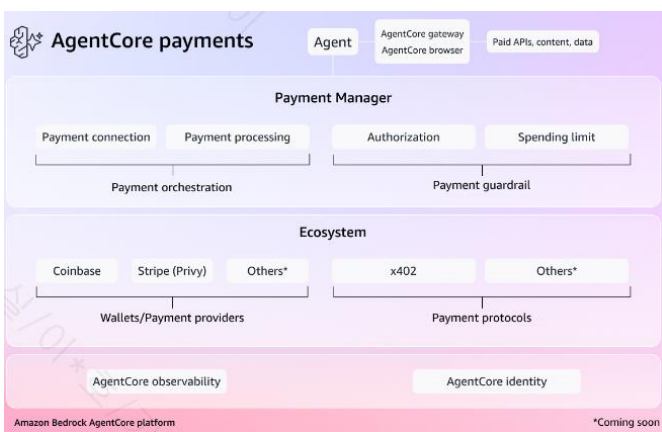 AgentCore payments
Agent
AgentCore gateway
AgentCore browser
Paid APIs, content, data
Payment Manager
Payment connection
Payment processing
Authorization
Spending limit
Payment orchestration
Payment guardrail
Ecosystem
Coinbase
Stripe (Privy)
Others*
x402
Others*
Wallets/Payment providers
Payment protocols
AgentCore observability
AgentCore identity
Amazon Bedrock AgentCore platform
*Coming soon